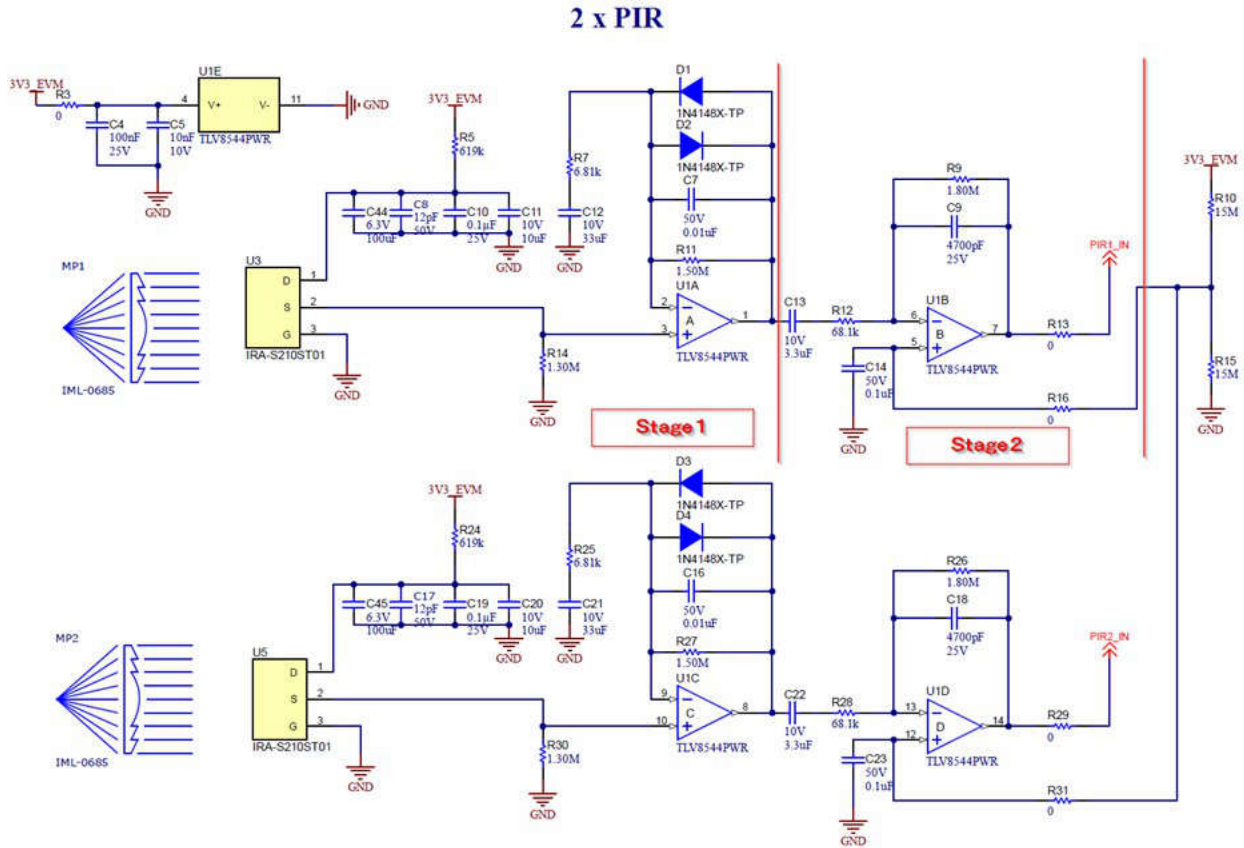 2 x PIR
3V3_EVM
R3
0
C4
100nF
25V
C5
10nF
10V
GND
U1E
4
V+
V-
11
TLV8544PWR
GND
3V3_EVM
R5
619k
C44
6.3V
100uF
C8
12pF
50V
C10
0.1µF
25V
C11
10V
10uF
GND
R7
6.81k
C12
10V
33uF
GND
D1
1N4148X-TP
D2
1N4148X-TP
C7
50V
0.01uF
R11
1.50M
U1A
2
3
A
1
TLV8544PWR
MP1
IML-0685
U3
D
1
S
2
G
3
IRA-S210ST01
GND
R14
1.30M
GND
C13
10V
3.3uF
R12
68.1k
R9
1.80M
C9
4700pF
25V
U1B
6
5
B
7
TLV8544PWR
C14
50V
0.1uF
GND
R13
0
PIR1_IN
R16
0
3V3_EVM
R10
15M
R15
15M
GND
Stage1
Stage2
3V3_EVM
R24
619k
C45
6.3V
100uF
C17
12pF
50V
C19
0.1µF
25V
C20
10V
10uF
GND
R25
6.81k
C21
10V
33uF
GND
D3
1N4148X-TP
D4
1N4148X-TP
C16
50V
0.01uF
R27
1.50M
U1C
9
10
C
8
TLV8544PWR
MP2
IML-0685
U5
D
1
S
2
G
3
IRA-S210ST01
GND
R30
1.30M
GND
C22
10V
3.3uF
R28
68.1k
R26
1.80M
C18
4700pF
25V
U1D
13
12
D
14
TLV8544PWR
C23
50V
0.1uF
GND
R29
0
PIR2_IN
R31
0